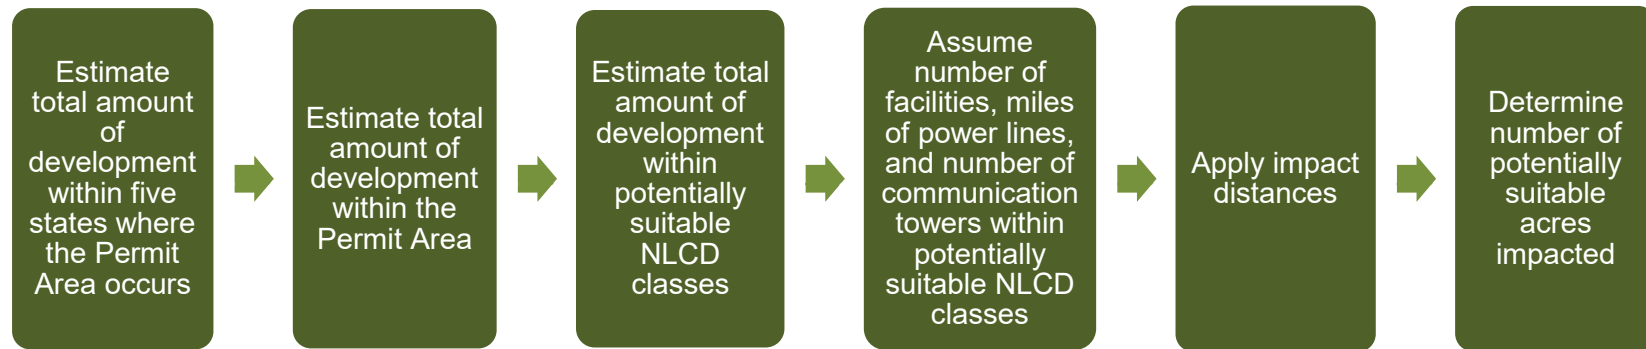 Estimate
total amount
of
development
within five
states where
the Permit
Area occurs
Estimate total
amount of
development
within the
Permit Area
Estimate total
amount of
development
within
potentially
suitable
NLCD
classes
Assume
number of
facilities, miles
of power lines,
and number of
communication
towers within
potentially
suitable NLCD
classes
Apply impact
distances
Determine
number of
potentially
suitable
acres
impacted